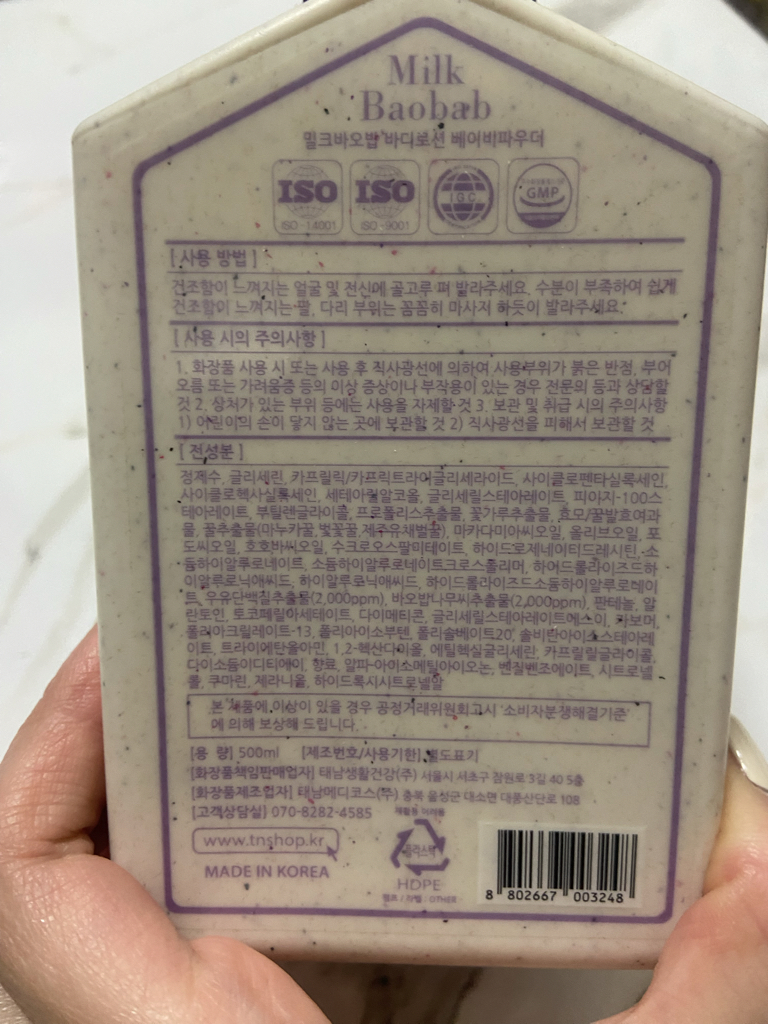 Milk
Baobab
밀크바오밥 바디로션 베이비파우더
ISO ISO IGC GMP
ISO-14001 ISO-9001
[사용 방법]
건조함이 느껴지는 얼굴 및 전신에 골고루 펴 발라주세요. 수분이 부족하여 쉽게
건조함이 느껴지는 팔, 다리 부위는 꼼꼼히 마사지 하듯이 발라주세요.
[사용 시의 주의사항]
1. 화장품 사용 시 또는 사용 후 직사광선에 의하여 사용부위가 붉은 반점, 부어
오름 또는 가려움증 등의 이상 증상이나 부작용이 있는 경우 전문의 등과 상담할
것 2. 상처가 있는 부위 등에는 사용을 자제할 것 3. 보관 및 취급 시의 주의사항
1) 어린이의 손이 닿지 않는 곳에 보관할 것 2) 직사광선을 피해서 보관할 것
[전성분]
정제수, 글리세린, 카프릴릭/카프릭트라이글리세라이드, 사이클로펜타실록세인,
사이클로헥사실록세인, 세테아릴알코올, 글리세릴스테아레이트, 피이지-100스
테아레이트, 부틸렌글라이콜, 프로폴리스추출물, 꽃가루추출물, 효모/꿀발효여과
물, 꿀추출물(마누카꿀,벚꽃꿀,제주유채벌꿀), 마카다미아씨오일, 올리브오일, 포
도씨오일, 호호바씨오일, 수크로오스팔미테이트, 하이드로제네이티드레시틴, 소
듐하이알루로네이트, 소듐하이알루로네이트크로스폴리머, 하이드롤라이즈드하
이알루로닉애씨드, 하이알루로닉애씨드, 하이드롤라이즈드소듐하이알루로네이
트, 우유단백질추출물(2,000ppm), 바오밥나무씨추출물(2,000ppm), 판테놀, 알
란토인, 토코페릴아세테이트, 다이메티콘, 글리세릴스테아레이트에스이, 카보머,
폴리아크릴레이트-13, 폴리아이소부텐, 폴리솔베이트20, 솔비탄아이소스테아레
이트, 트라이에탄올아민, 1,2-헥산다이올, 에틸헥실글리세린, 카프릴릴글라이콜,
다이소듐이디티에이, 향료, 알파-아이소메틸아이오논, 벤질벤조에이트, 시트로넬
올, 쿠마린, 제라니올, 하이드록시시트로넬알
본 제품에 이상이 있을 경우 공정거래위원회고시 '소비자분쟁해결기준'
에 의해 보상해 드립니다.
[용 량] 500ml [제조번호/사용기한] 별도표기
[화장품책임판매업자] 태남생활건강(주) 서울시 서초구 잠원로 3길 40 5층
[화장품제조업자] 태남메디코스(주) 충북 음성군 대소면 대풍산단로 108
[고객상담실] 070-8282-4585
www.tnshop.kr
MADE IN KOREA
플라스틱
HDPE
펌프 / 라벨 : OTHER
8 802667 003248